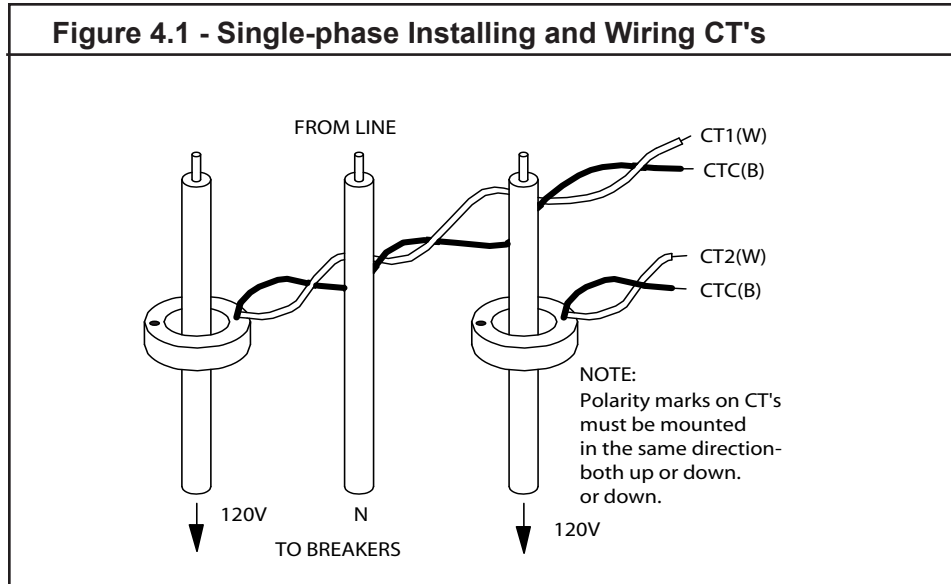 Figure 4.1 - Single-phase Installing and Wiring CT's
FROM LINE
CT1(W)
CTC(B)
CT2(W)
CTC(B)
NOTE:
Polarity marks on CT's
must be mounted
in the same direction-
both up or down.
or down.
120V
N
120V
TO BREAKERS